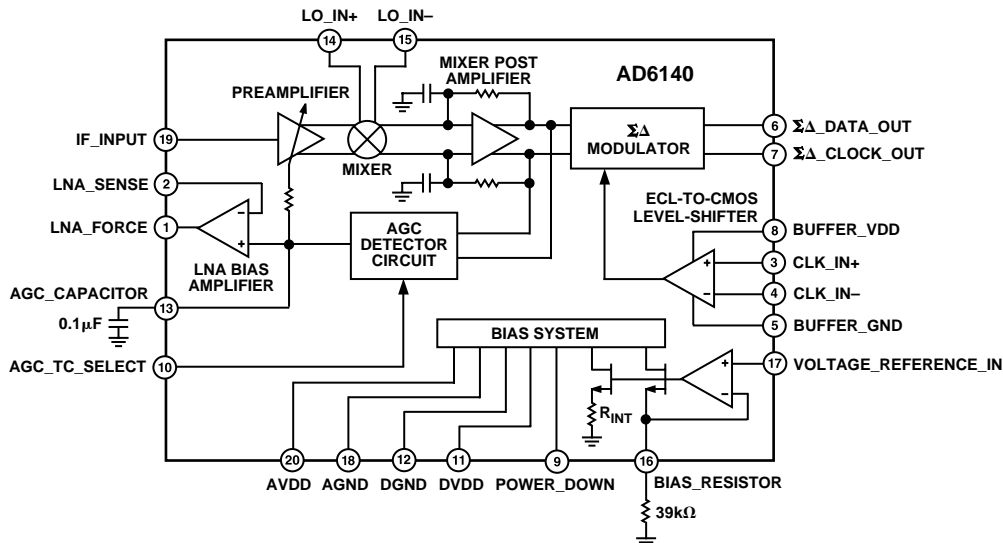 LO_IN+ LO_IN–
14 15
MIXER POST
AMPLIFIER
AD6140
PREAMPLIFIER
IF_INPUT 19
MIXER
ΣΔ
MODULATOR
6 ΣΔ_DATA_OUT
7 ΣΔ_CLOCK_OUT
LNA_SENSE 2
LNA_FORCE 1
–
+
LNA BIAS
AMPLIFIER
AGC
DETECTOR
CIRCUIT
ECL-TO-CMOS
LEVEL-SHIFTER
8 BUFFER_VDD
+ 3 CLK_IN+
– 4 CLK_IN–
5 BUFFER_GND
AGC_CAPACITOR
13
0.1μF
AGC_TC_SELECT 10
BIAS SYSTEM
+
–
17 VOLTAGE_REFERENCE_IN
RINT
20 18 12 11 9 16
AVDD AGND DGND DVDD POWER_DOWN BIAS_RESISTOR
39kΩ